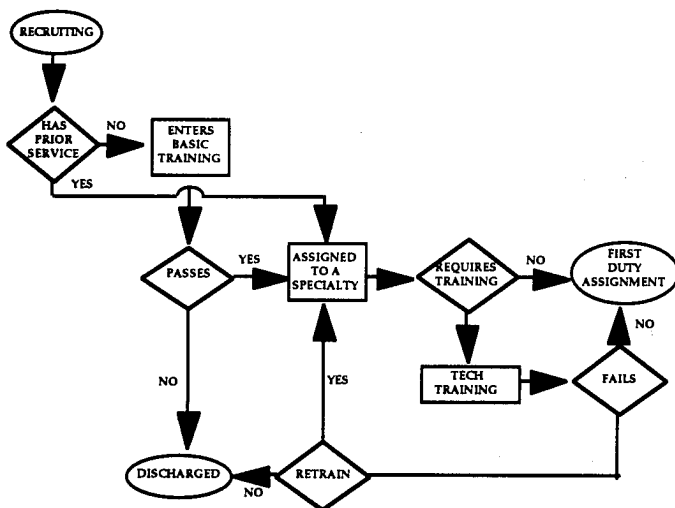 RECRUITING
HAS
PRIOR
SERVICE
NO
ENTERS
BASIC
TRAINING
YES
PASSES
YES
ASSIGNED
TO A
SPECIALTY
REQUIRES
TRAINING
NO
FIRST
DUTY
ASSIGNMENT
NO
TECH
TRAINING
FAILS
NO
YES
DISCHARGED
NO
RETRAIN